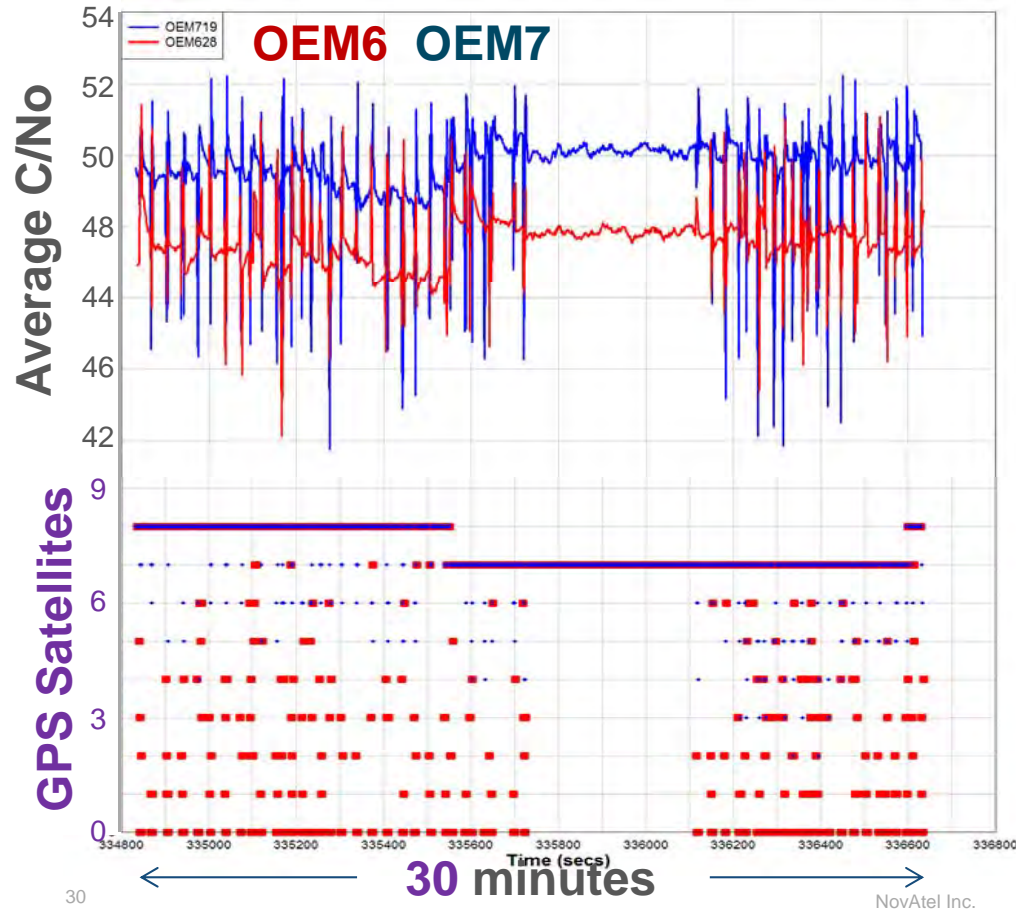 54
OEM719
OEM628
OEM6 OEM7
52
50
48
44
46
42
Average C/No
9
6
3
0
GPS Satellites
334800 335000 335200 335400 335600 335800 336000 336200 336400 336600 336800
Time (secs)
30 minutes
30
NovAtel Inc.